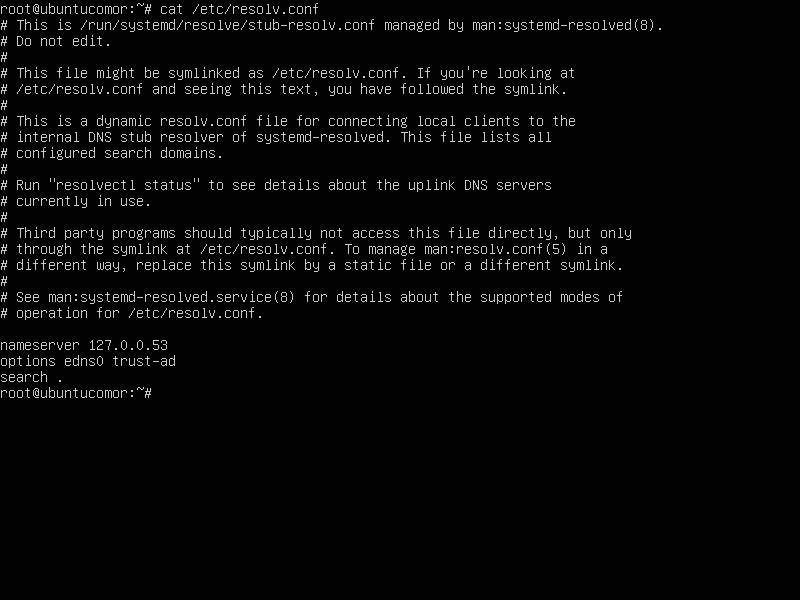 root@ubuntucomor:~# cat /etc/resolv.conf
# This is /run/systemd/resolve/stub-resolv.conf managed by man:systemd-resolved(8).
# Do not edit.
#
# This file might be symlinked as /etc/resolv.conf. If you're looking at
# /etc/resolv.conf and seeing this text, you have followed the symlink.
#
# This is a dynamic resolv.conf file for connecting local clients to the
# internal DNS stub resolver of systemd-resolved. This file lists all
# configured search domains.
#
# Run "resolvectl status" to see details about the uplink DNS servers
# currently in use.
#
# Third party programs should typically not access this file directly, but only
# through the symlink at /etc/resolv.conf. To manage man:resolv.conf(5) in a
# different way, replace this symlink by a static file or a different symlink.
#
# See man:systemd-resolved.service(8) for details about the supported modes of
# operation for /etc/resolv.conf.

nameserver 127.0.0.53
options edns0 trust-ad
search .
root@ubuntucomor:~#